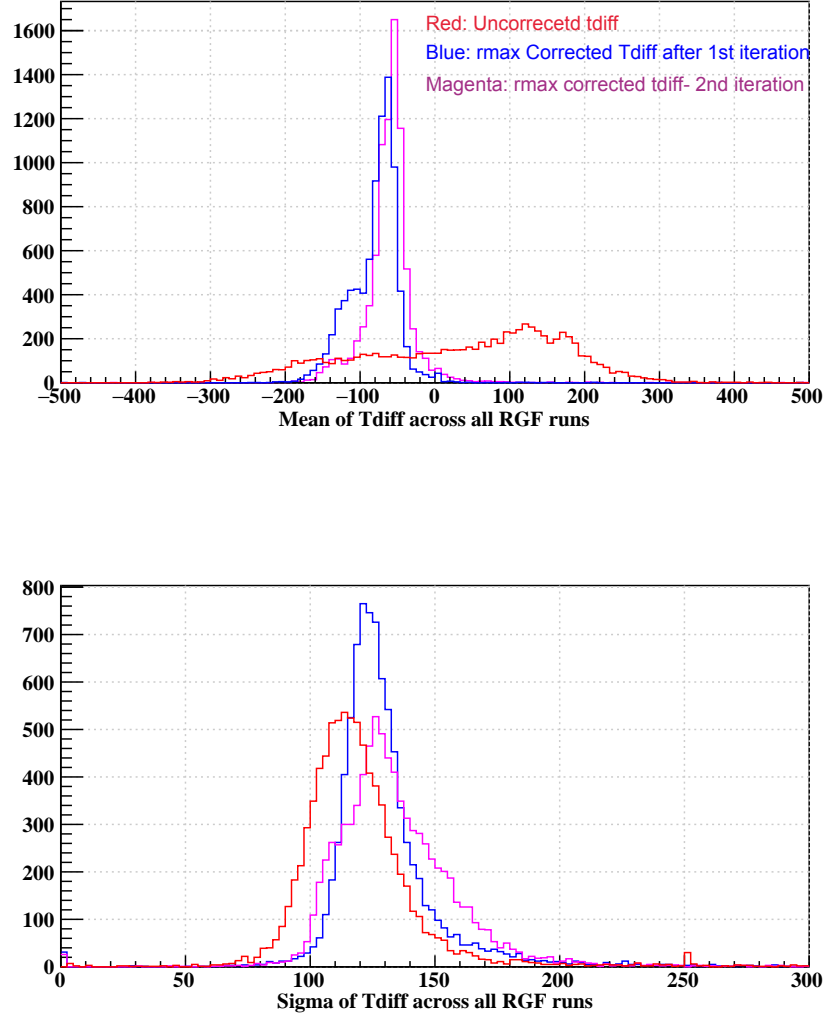 1600
1400
1200
1000
800
600
400
200
0
Red: Uncorrecetd tdiff
Blue: rmax Corrected Tdiff after 1st iteration
Magenta: rmax corrected tdiff- 2nd iteration
−500 −400 −300 −200 −100 0 100 200 300 400 500
Mean of Tdiff across all RGF runs
800
700
600
500
400
300
200
100
0
0 50 100 150 200 250 300
Sigma of Tdiff across all RGF runs